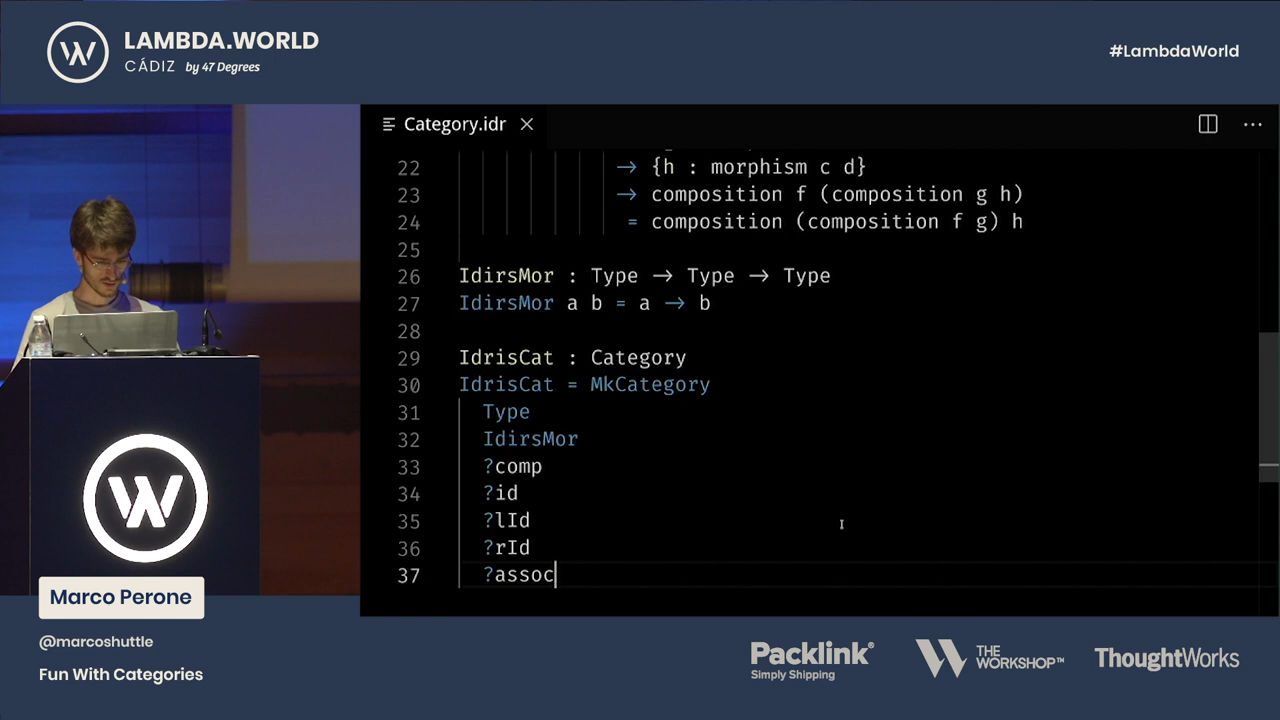 LAMBDA.WORLD
CÁDIZ by 47 Degrees
#LambdaWorld
Category.idr
22 → {h : morphism c d}
23 → composition f (composition g h)
24 = composition (composition f g) h
25
26 IdirsMor : Type → Type → Type
27 IdirsMor a b = a → b
28
29 IdrisCat : Category
30 IdrisCat = MkCategory
31 Type
32 IdirsMor
33 ?comp
34 ?id
35 ?lId
36 ?rId
37 ?assoc
W
Marco Perone
@marcoshuttle
Fun With Categories
Packlink®
Simply Shipping
THE
WORKSHOP™
ThoughtWorks